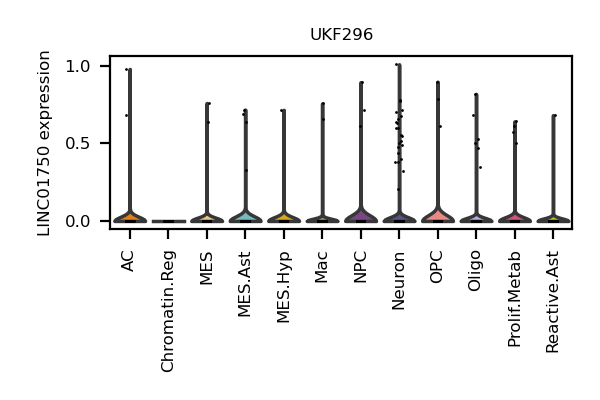 UKF296
LINC01750 expression
1.0
0.5
0.0
AC
Chromatin.Reg
MES
MES.Ast
MES.Hyp
Mac
NPC
Neuron
OPC
Oligo
Prolif.Metab
Reactive.Ast